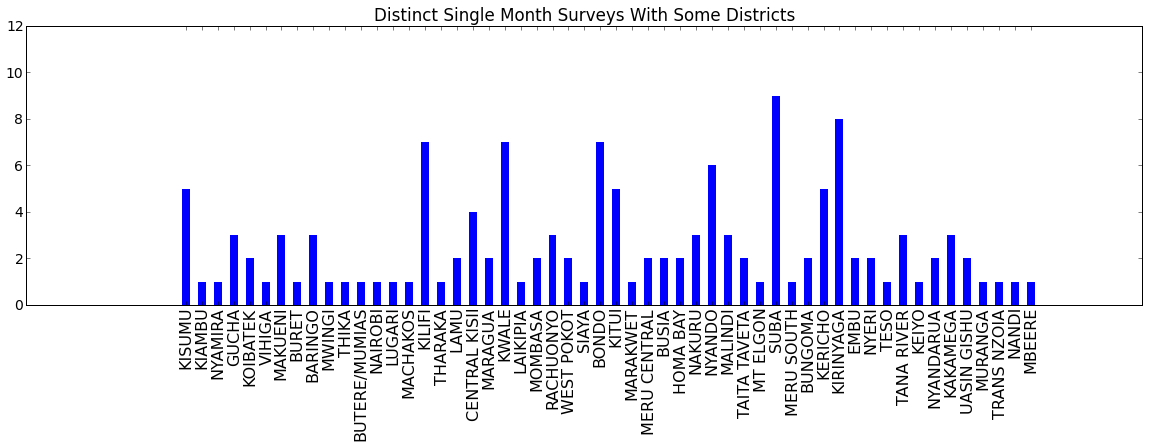 Distinct Single Month Surveys With Some Districts
12
10
8
6
4
2
0
KISUMU
KIAMBU
NYAMIRA
GUCHA
KOIBATEK
VIHIGA
MAKUENI
BURET
BARINGO
MWINGI
THIKA
BUTERE/MUMIAS
NAIROBI
LUGARI
MACHAKOS
KILIFI
THARAKA
LAMU
CENTRAL KISII
MARAGUA
KWALE
LAIKIPIA
MOMBASA
RACHUONYO
WEST POKOT
SIAYA
BONDO
KITUI
MARAKWET
MERU CENTRAL
BUSIA
HOMA BAY
NAKURU
NYANDO
MALINDI
TAITA TAVETA
MT ELGON
SUBA
MERU SOUTH
BUNGOMA
KERICHO
KIRINYAGA
EMBU
NYERI
TESO
TANA RIVER
KEIYO
NYANDARUA
KAKAMEGA
UASIN GISHU
MURANGA
TRANS NZOIA
NANDI
MBEERE